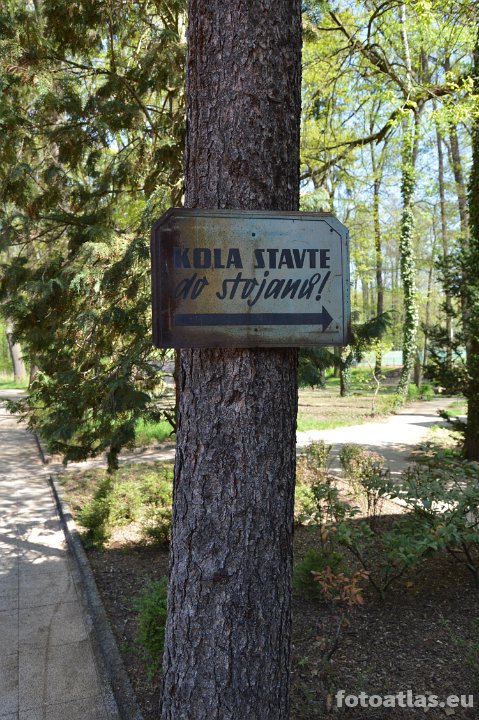 KOLA STAVTE
do stojanů!
fotoatlas.eu